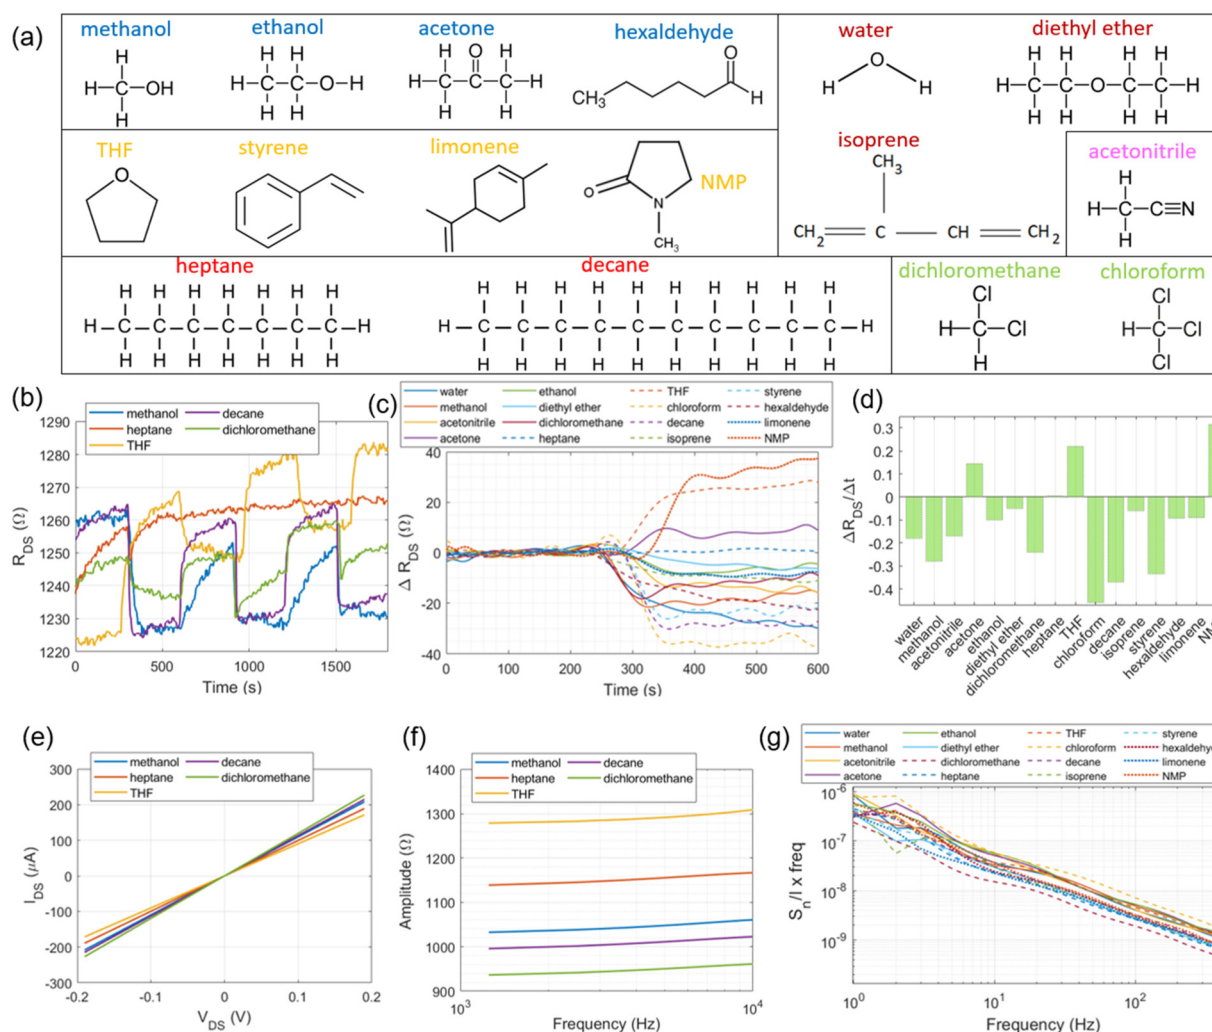 (a)
methanol ethanol acetone hexaldehyde water diethyl ether
THF styrene limonene NMP isoprene acetonitrile
heptane decane dichloromethane chloroform
H
H C OH
H
H H
H C C O H
H H
H O H
H C C C H
H H
CH3
O
H
O
H H
H H H H
H C C O C C H
H H H H
O
O
N
CH3
CH3
CH2 C CH CH2
H
H C C≡N
H
H H H H H H H
H C C C C C C C H
H H H H H H H
H H H H H H H H H H
H C C C C C C C C C C H
H H H H H H H H H H
Cl
H C Cl
H
Cl
H C Cl
Cl
(b)
methanol decane
heptane dichloromethane
THF
1290
1280
1270
1260
1250
1240
1230
1220
0 500 1000 1500
RDS (Ω)
Time (s)
(c)
water ethanol THF styrene
methanol diethyl ether chloroform hexaldehyde
acetonitrile dichloromethane decane limonene
acetone heptane isoprene NMP
40
20
0
-20
-40
0 100 200 300 400 500 600
Δ RDS (Ω)
Time (s)
(d)
0.3
0.2
0.1
0
-0.1
-0.2
-0.3
-0.4
ΔRDS/Δt
water
methanol
acetonitrile
acetone
ethanol
diethyl ether
dichloromethane
heptane
THF
chloroform
decane
isoprene
styrene
hexaldehyde
limonene
(e)
methanol decane
heptane dichloromethane
THF
300
200
100
0
-100
-200
-300
-0.2 -0.1 0 0.1 0.2
IDS (μA)
VDS (V)
(f)
methanol decane
heptane dichloromethane
THF
1400
1300
1200
1100
1000
900
10^3 10^4
Amplitude (Ω)
Frequency (Hz)
(g)
water ethanol THF styrene
methanol diethyl ether chloroform hexaldehyde
acetonitrile dichloromethane decane limonene
acetone heptane isoprene NMP
10^-6
10^-7
10^-8
10^-9
10^0 10^1 10^2
Sn/I x freq
Frequency (Hz)